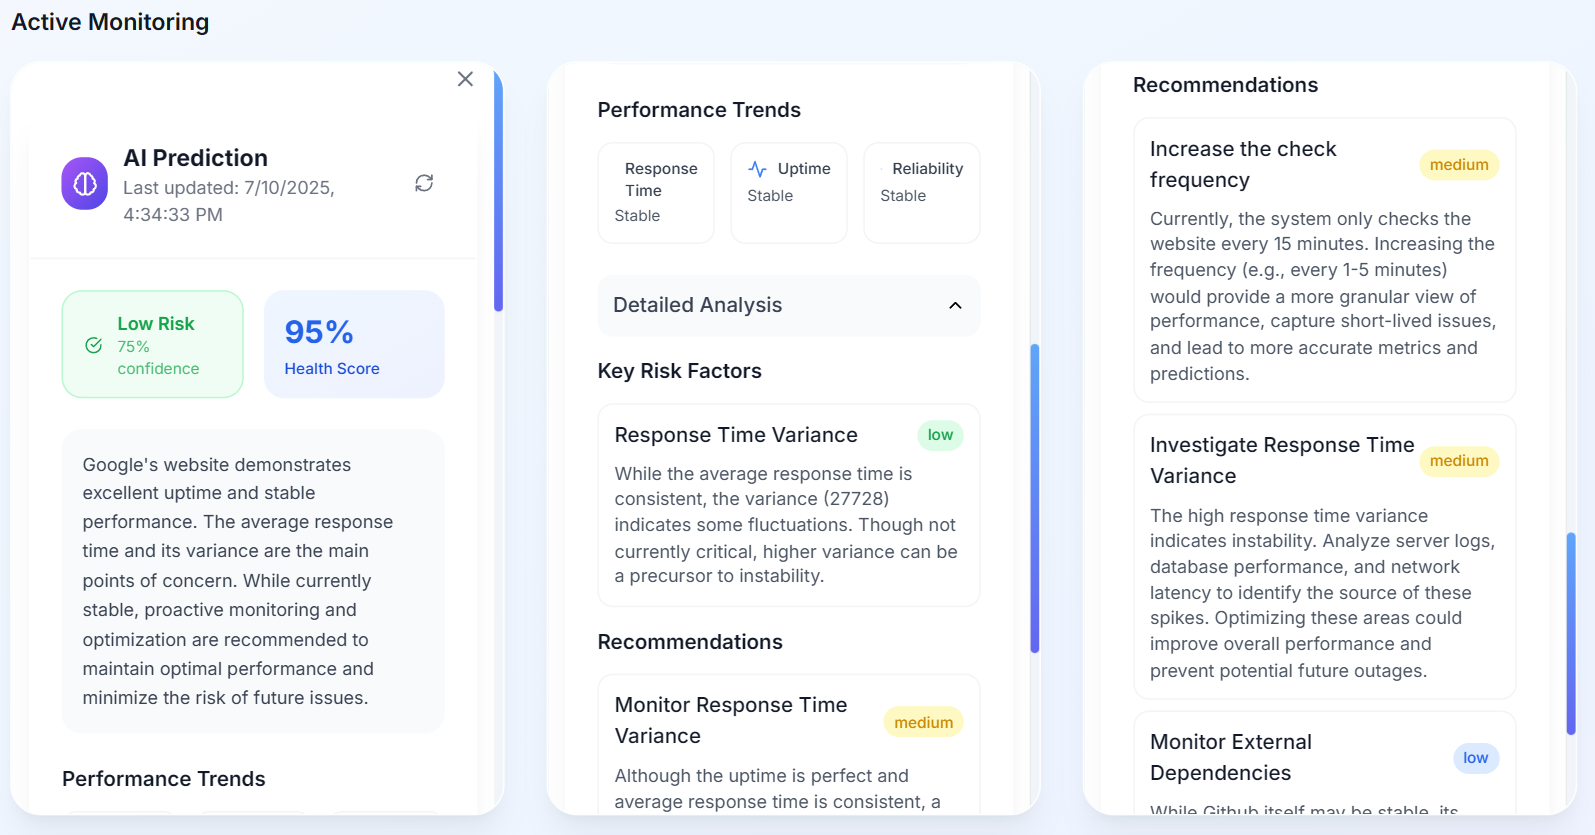 Active Monitoring
AI Prediction
Last updated: 7/10/2025,
4:34:33 PM
Low Risk
75%
confidence
95%
Health Score
Google's website demonstrates
excellent uptime and stable
performance. The average response
time and its variance are the main
points of concern. While currently
stable, proactive monitoring and
optimization are recommended to
maintain optimal performance and
minimize the risk of future issues.
Performance Trends
Performance Trends
Response
Time
Stable
Uptime
Stable
Reliability
Stable
Detailed Analysis
Key Risk Factors
Response Time Variance
low
While the average response time is
consistent, the variance (27728)
indicates some fluctuations. Though not
currently critical, higher variance can be
a precursor to instability.
Recommendations
Monitor Response Time
Variance
medium
Although the uptime is perfect and
average response time is consistent, a
Recommendations
Increase the check
frequency
medium
Currently, the system only checks the
website every 15 minutes. Increasing the
frequency (e.g., every 1-5 minutes)
would provide a more granular view of
performance, capture short-lived issues,
and lead to more accurate metrics and
predictions.
Investigate Response Time
Variance
medium
The high response time variance
indicates instability. Analyze server logs,
database performance, and network
latency to identify the source of these
spikes. Optimizing these areas could
improve overall performance and
prevent potential future outages.
Monitor External
Dependencies
low
While Github itself may be stable, its